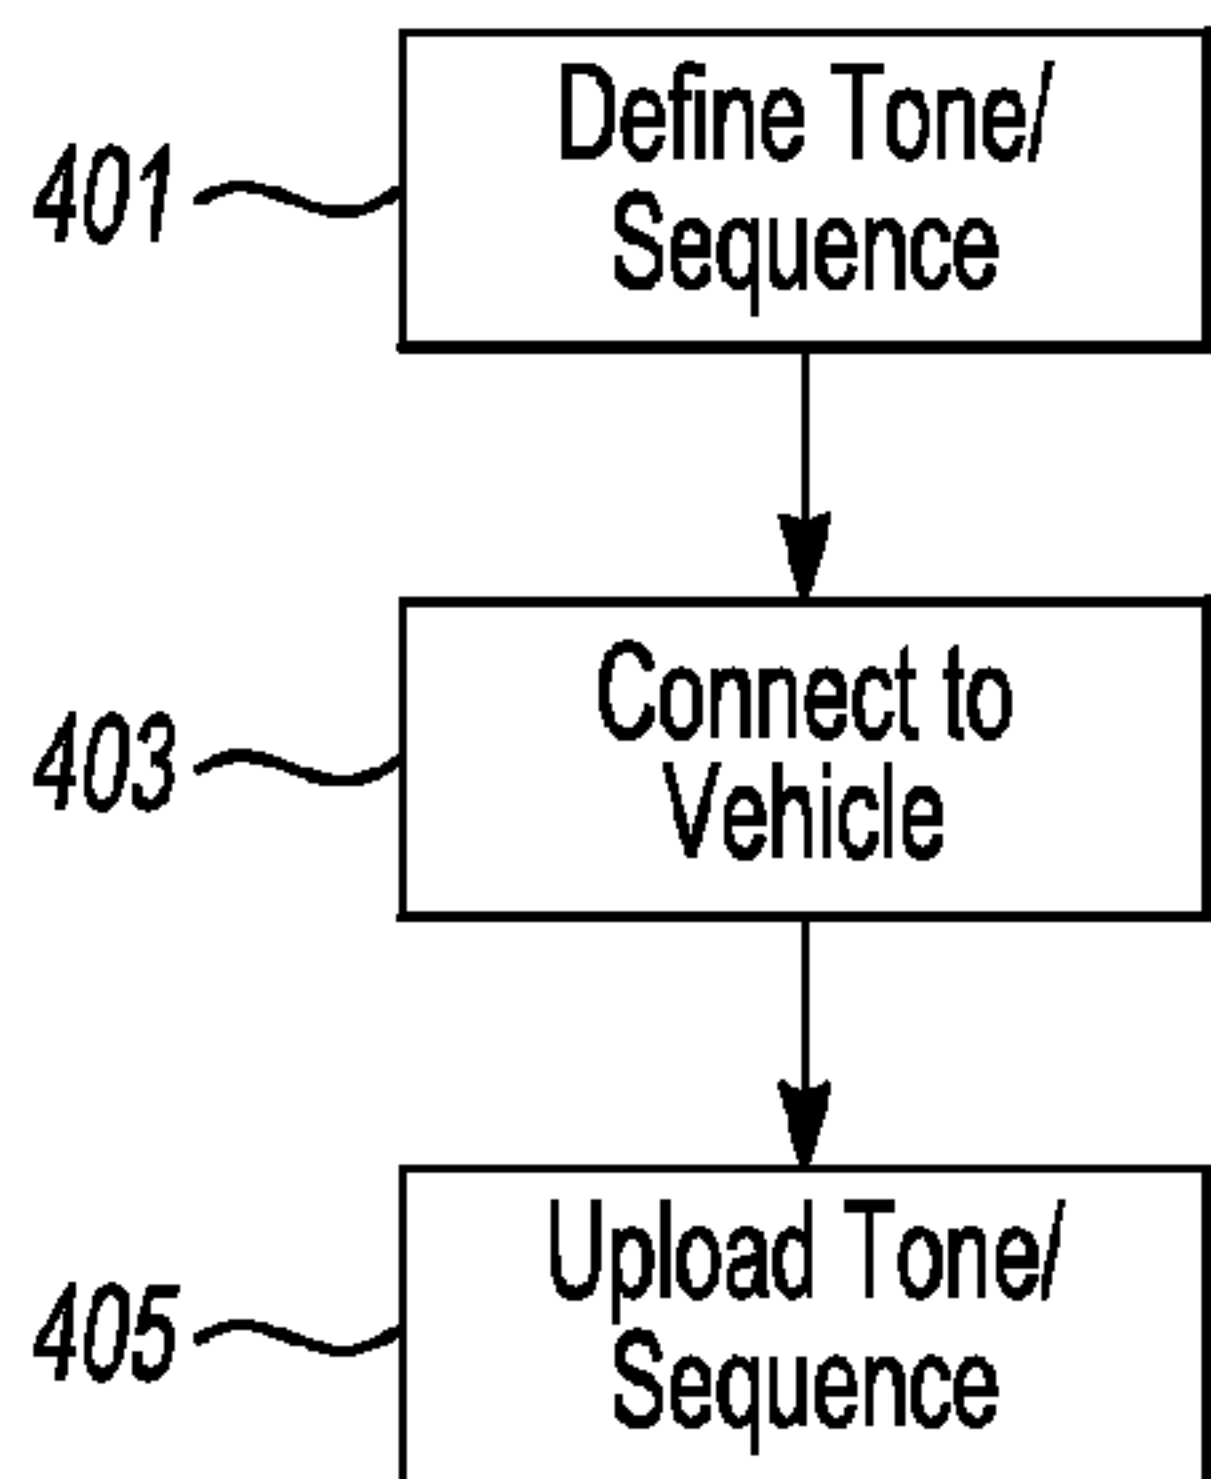 401
Define Tone/
Sequence
403
Connect to
Vehicle
405
Upload Tone/
Sequence